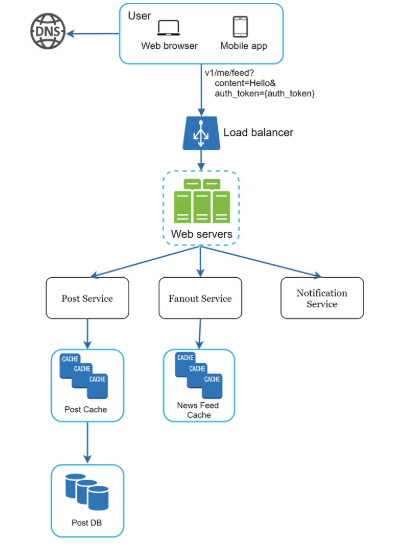 User
DNS
Web browser
Mobile app
v1/me/feed?
content=Hello&
auth_token={auth_token}
Load balancer
Web servers
Post Service
Fanout Service
Notification
Service
CACHE
CACHE
CACHE
Post Cache
CACHE
CACHE
CACHE
News Feed
Cache
Post DB